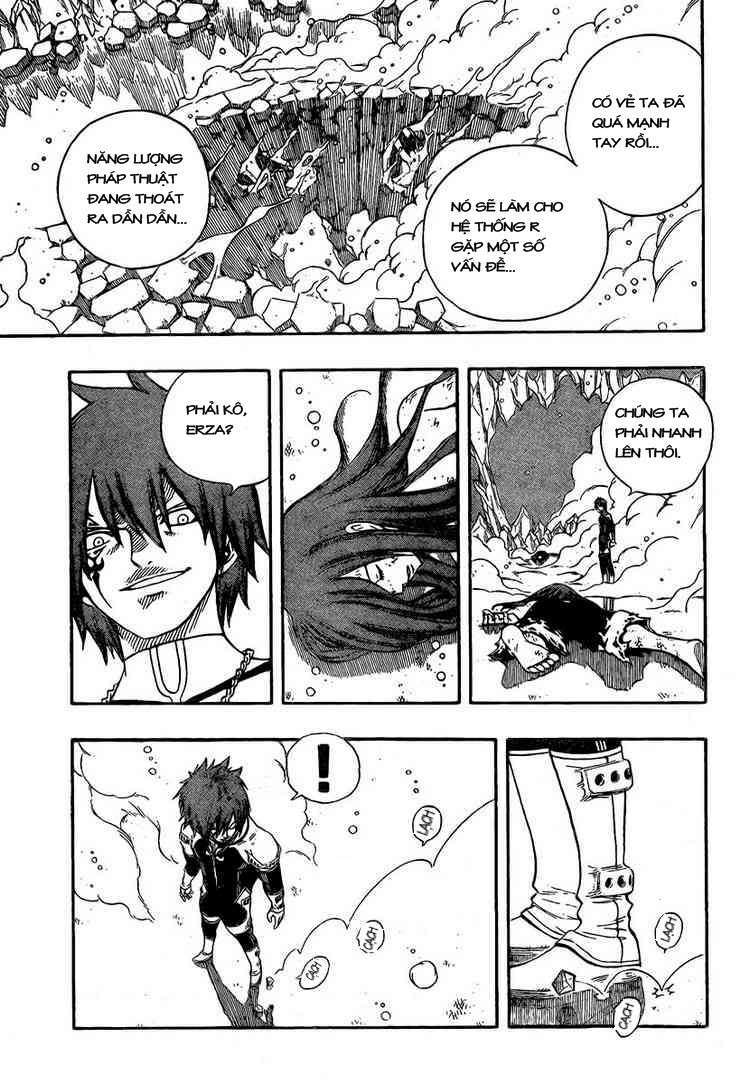 CÓ VẺ TA ĐÃ
QUÁ MẠNH
TAY RỒI...
NÓ SẼ LÀM CHO
HỆ THỐNG R
GẶP MỘT SỐ
VẤN ĐỀ...
NĂNG LƯỢNG
PHÁP THUẬT
ĐANG THOÁT
RA DẦN DẦN...
CHÚNG TA
PHẢI NHANH
LÊN THÔI.
PHẢI KÔ,
ERZA?
LẠCH
CẠCH
!
LẠCH
CẠCH
CẠCH